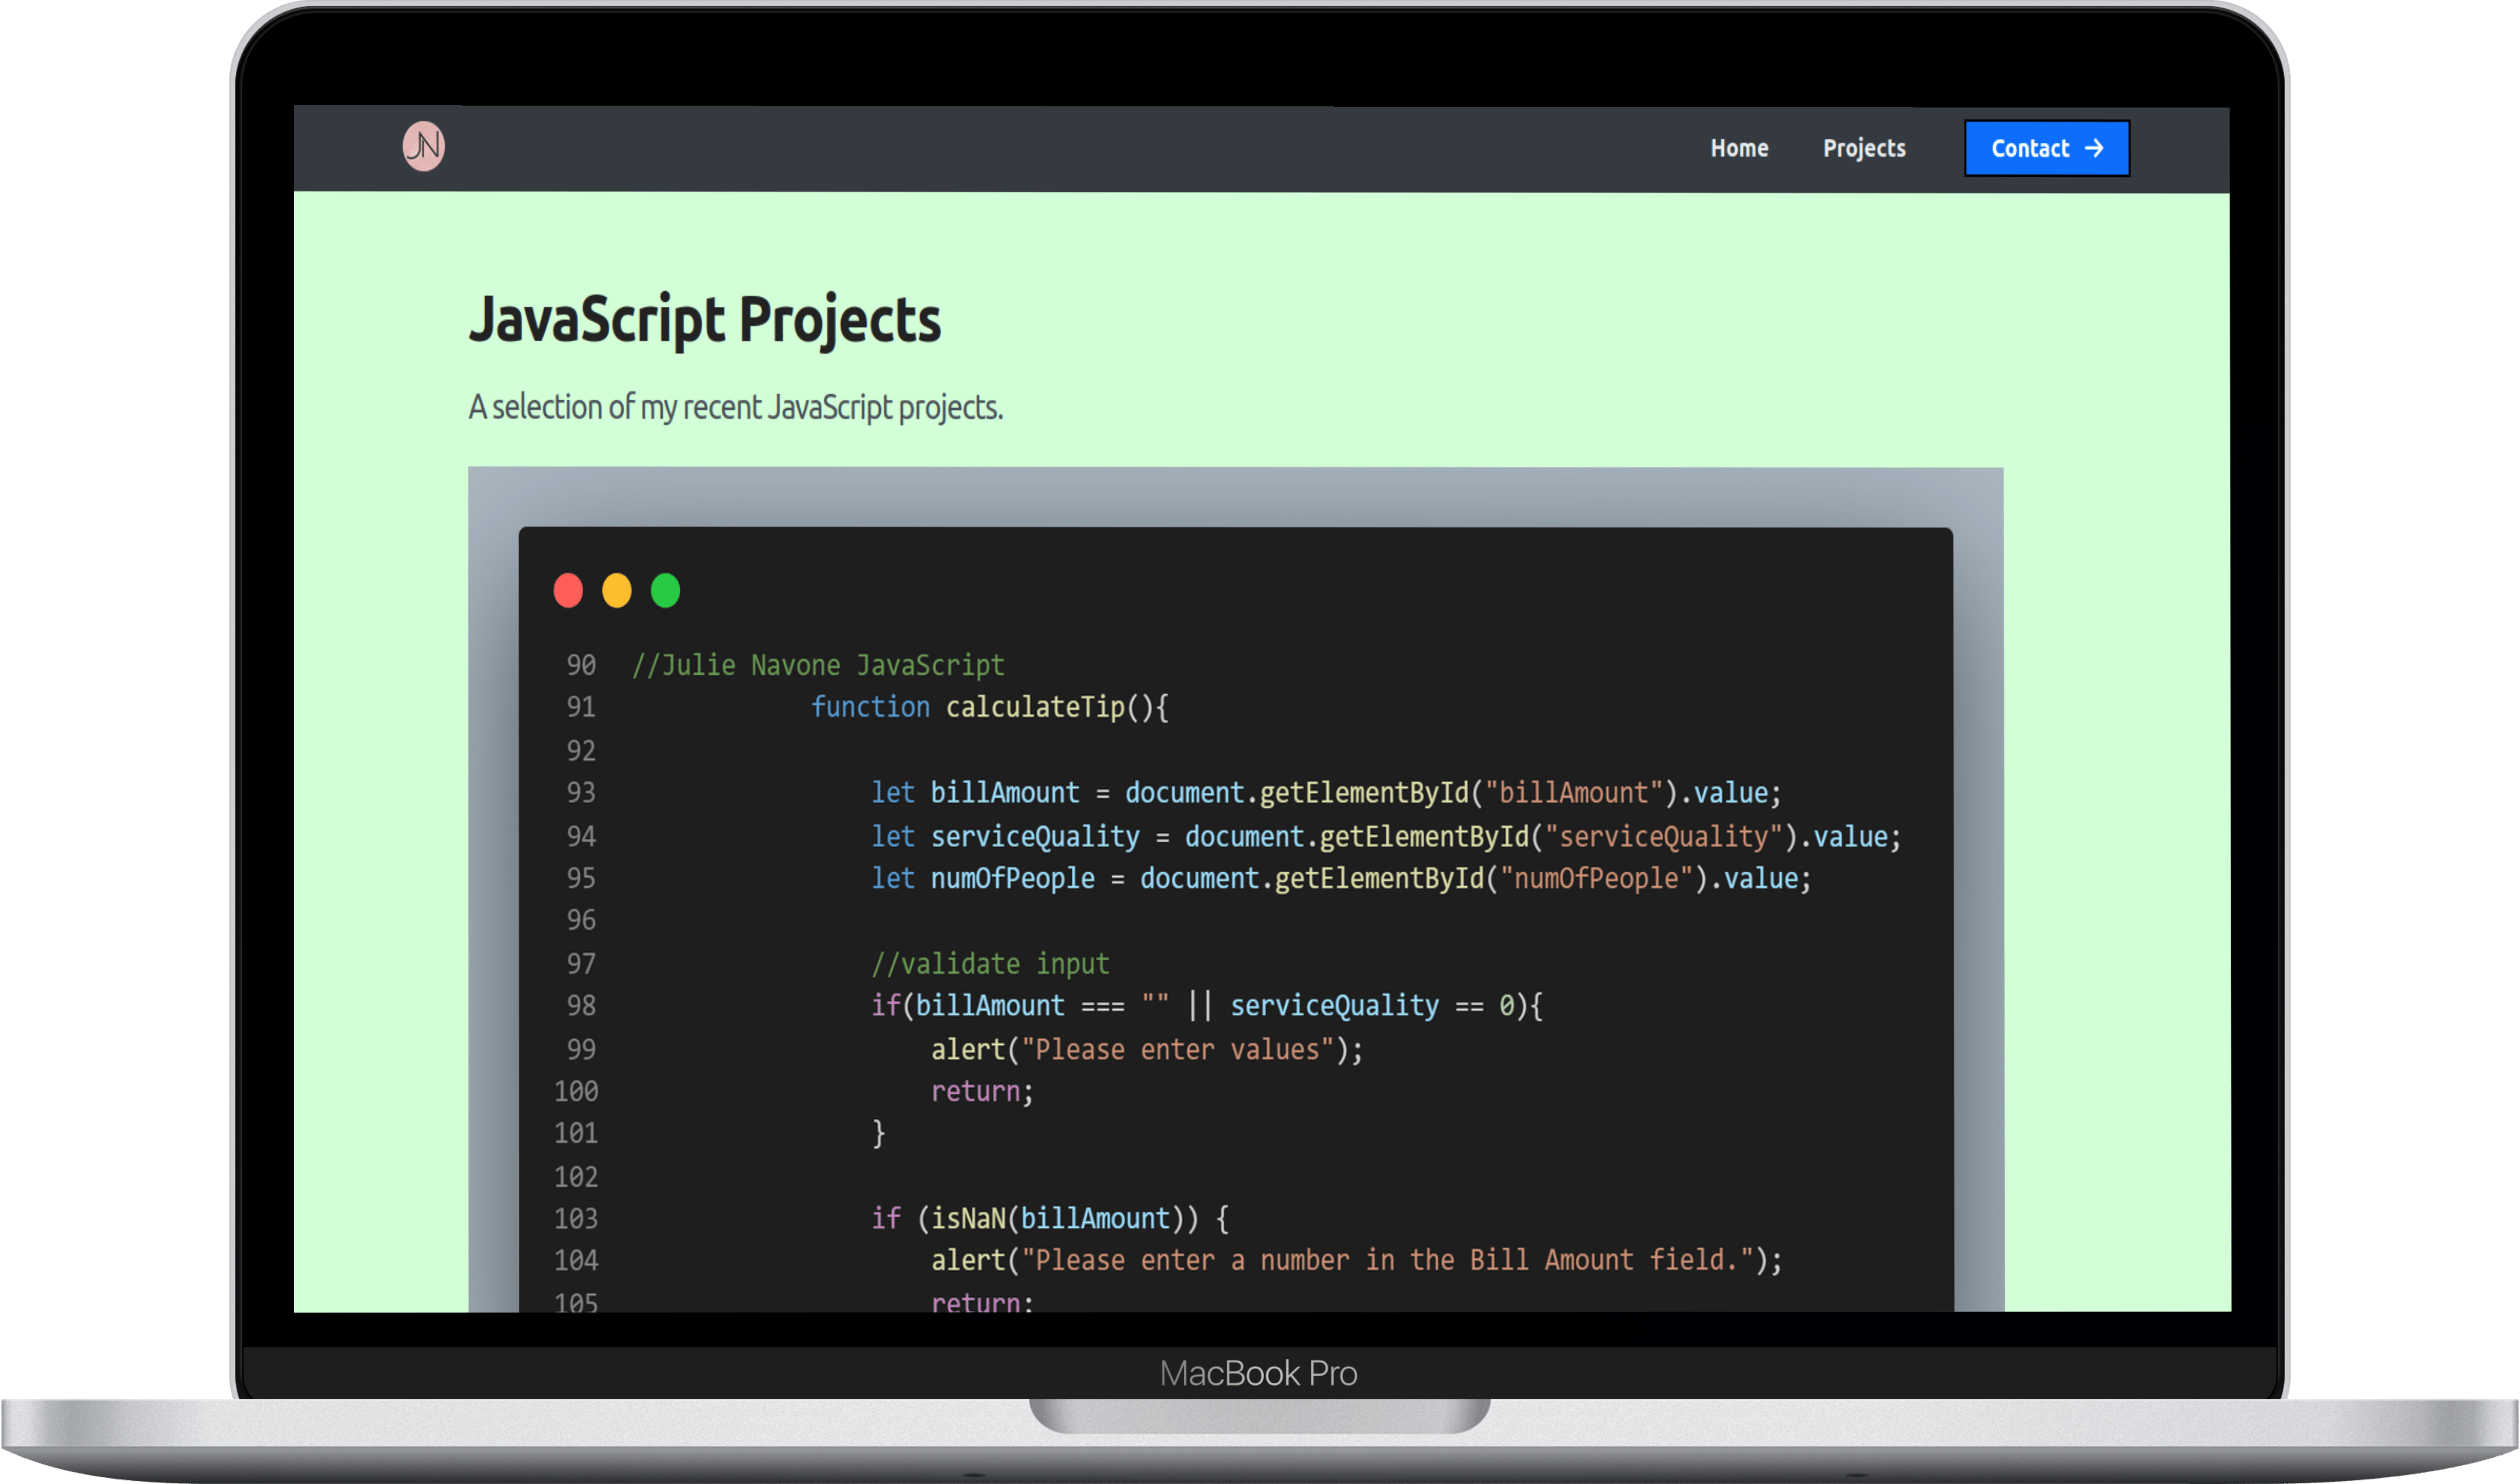 JN
Home Projects Contact →
JavaScript Projects
A selection of my recent JavaScript projects.
90 //Julie Navone JavaScript
91 function calculateTip(){
92
93 let billAmount = document.getElementById("billAmount").value;
94 let serviceQuality = document.getElementById("serviceQuality").value;
95 let numOfPeople = document.getElementById("numOfPeople").value;
96
97 //validate input
98 if(billAmount === "" || serviceQuality == 0){
99 alert("Please enter values");
100 return;
101 }
102
103 if (isNaN(billAmount)) {
104 alert("Please enter a number in the Bill Amount field.");
105 return;
MacBook Pro